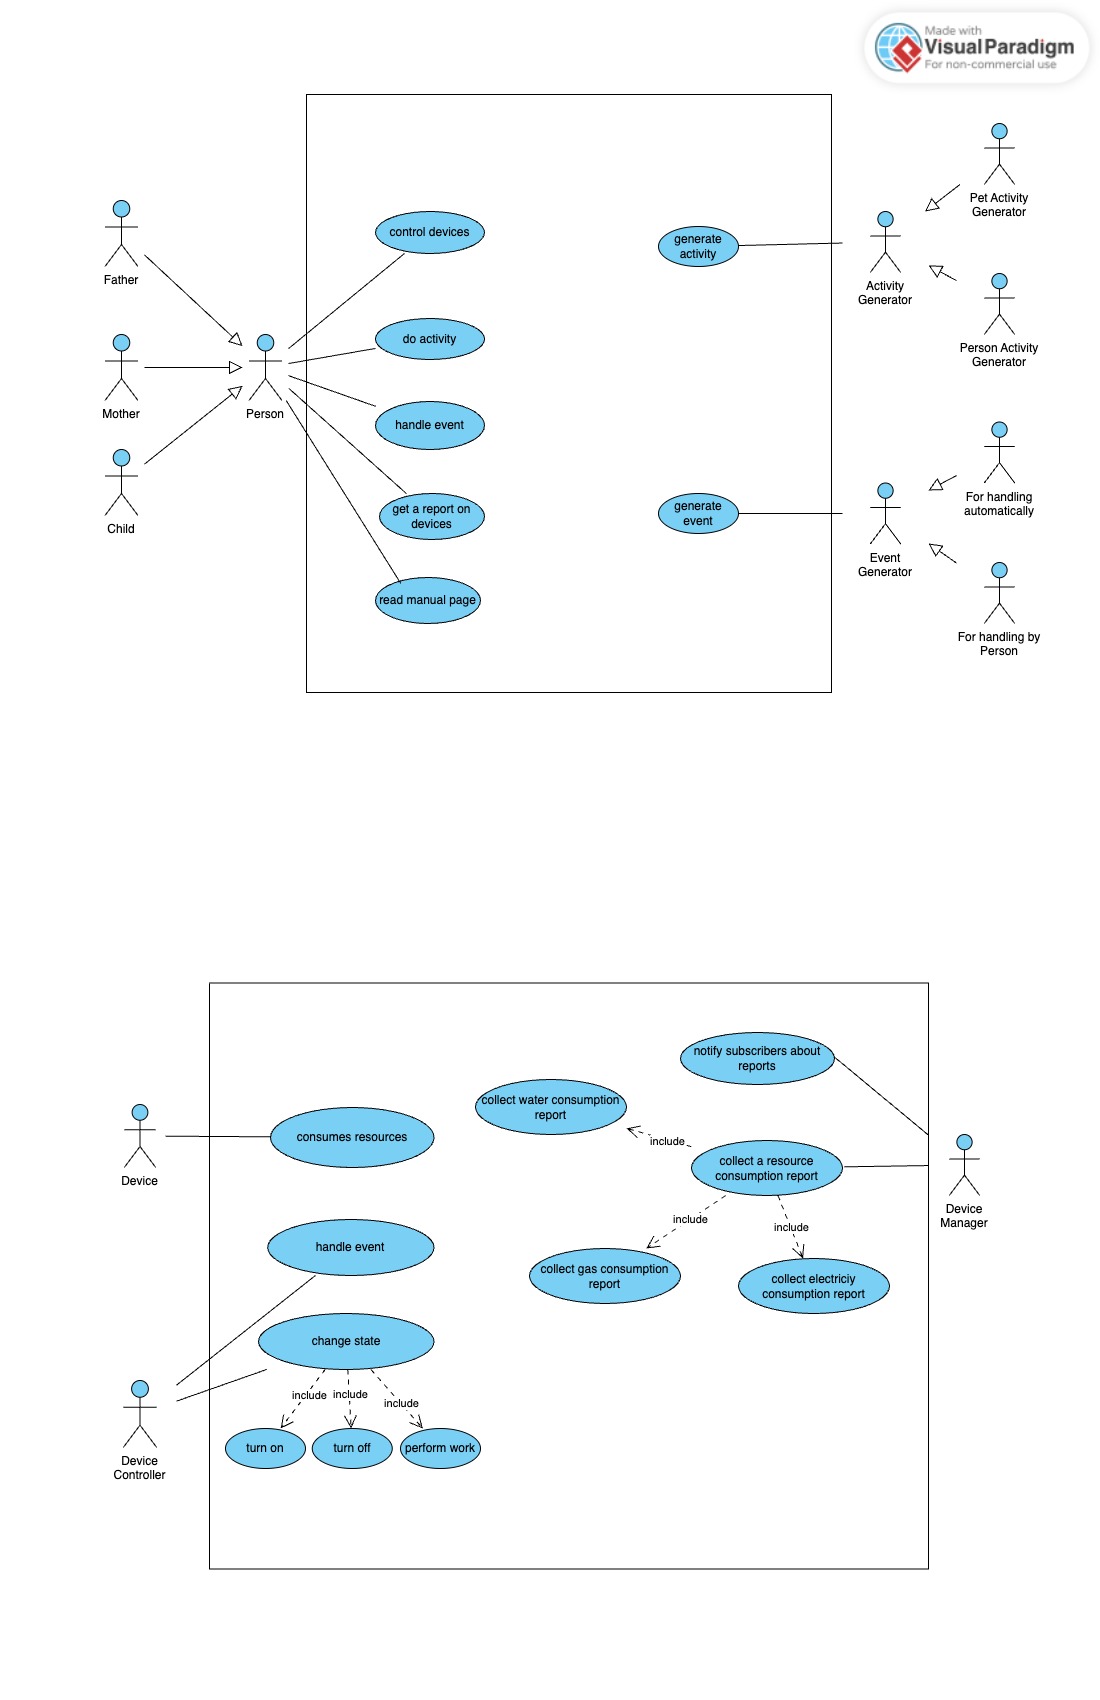 Made with
Visual Paradigm
For non-commercial use
Pet Activity
Generator
Father
control devices
generate
activity
Activity
Generator
do activity
Person Activity
Generator
Mother
Person
handle event
For handling
automatically
get a report on
devices
generate
event
Child
Event
Generator
read manual page
For handling by
Person
notify subscribers about
reports
collect water consumption
report
include
Device
consumes resources
collect a resource
consumption report
Device
Manager
include
include
handle event
collect gas consumption
report
collect electriciy
consumption report
change state
include
include
include
turn on
turn off
perform work
Device
Controller